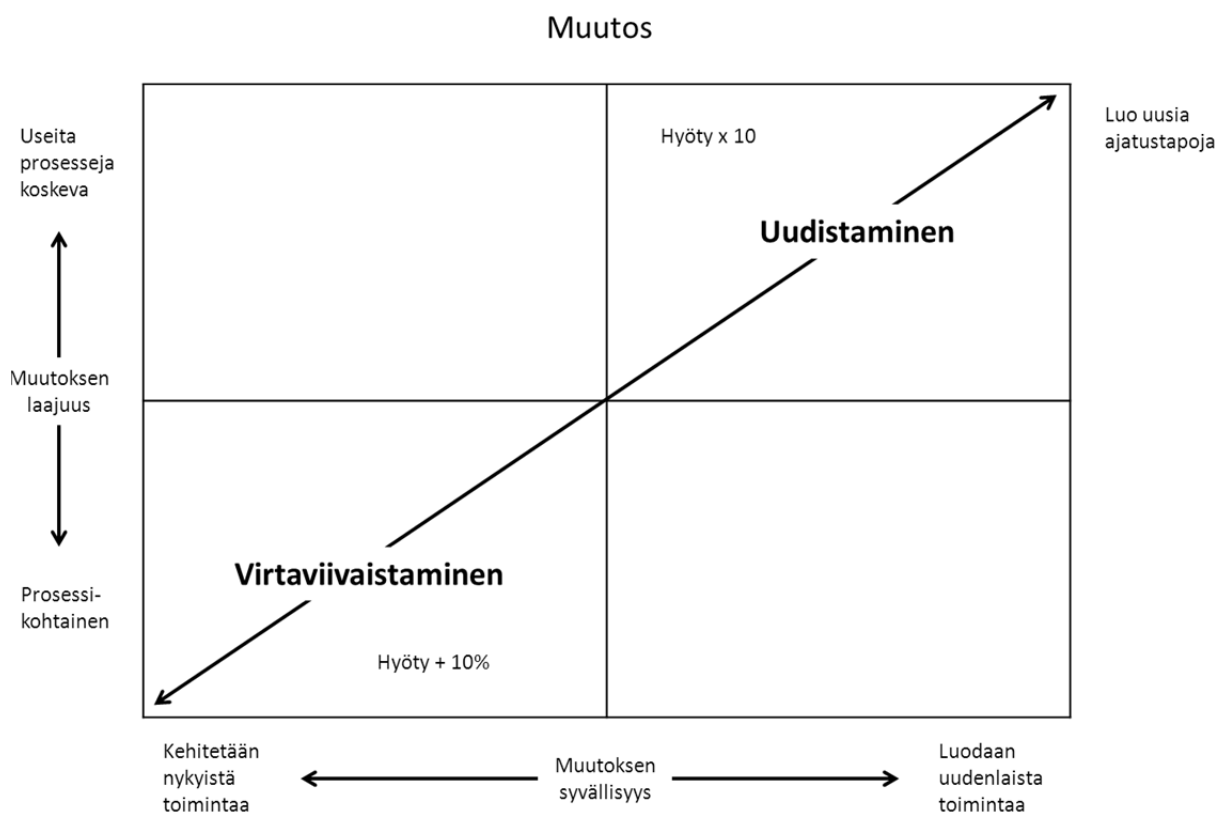 Muutos
Useita
prosesseja
koskeva
Hyöty x 10
Luo uusia
ajatustapoja
Uudistaminen
Muutoksen
laajuus
Virtaviivaistaminen
Prosessi-
kohtainen
Hyöty + 10%
Kehitetään
nykyistä
toimintaa
Muutoksen
syvällisyys
Luodaan
uudenlaista
toimintaa